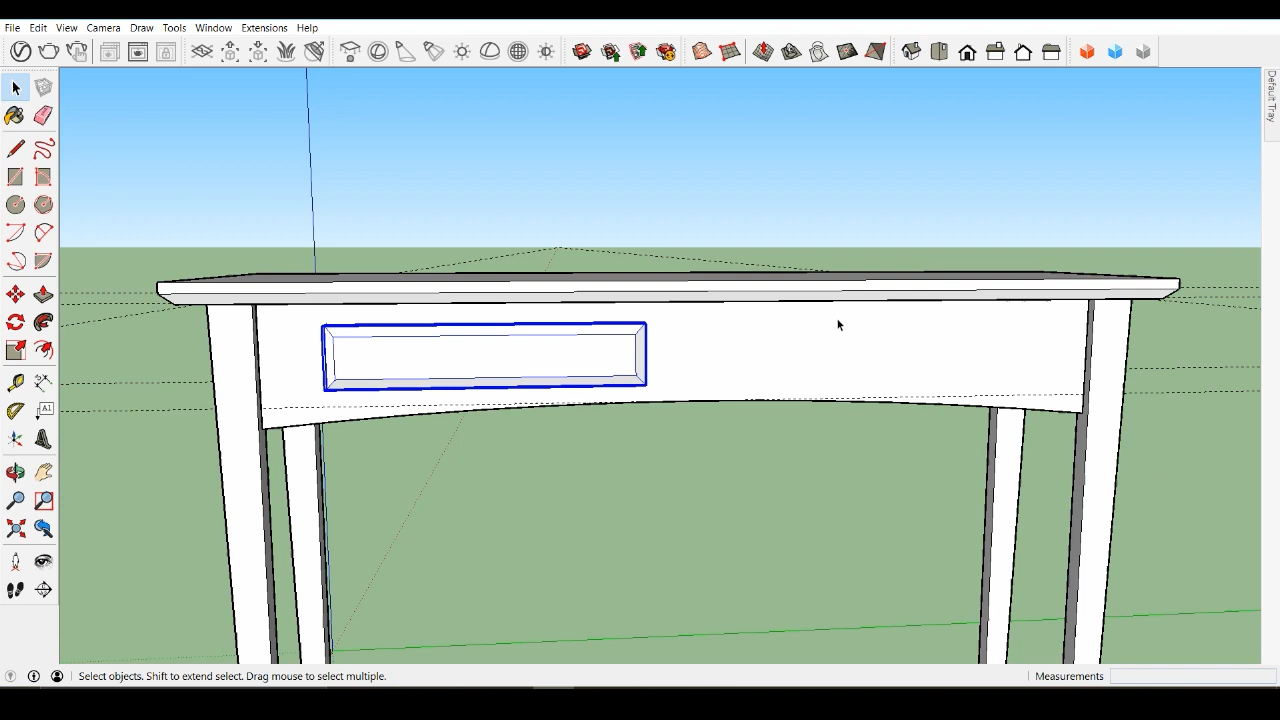 File Edit View Camera Draw Tools Window Extensions Help
Default Tray
A1
Select objects. Shift to extend select. Drag mouse to select multiple.
Measurements